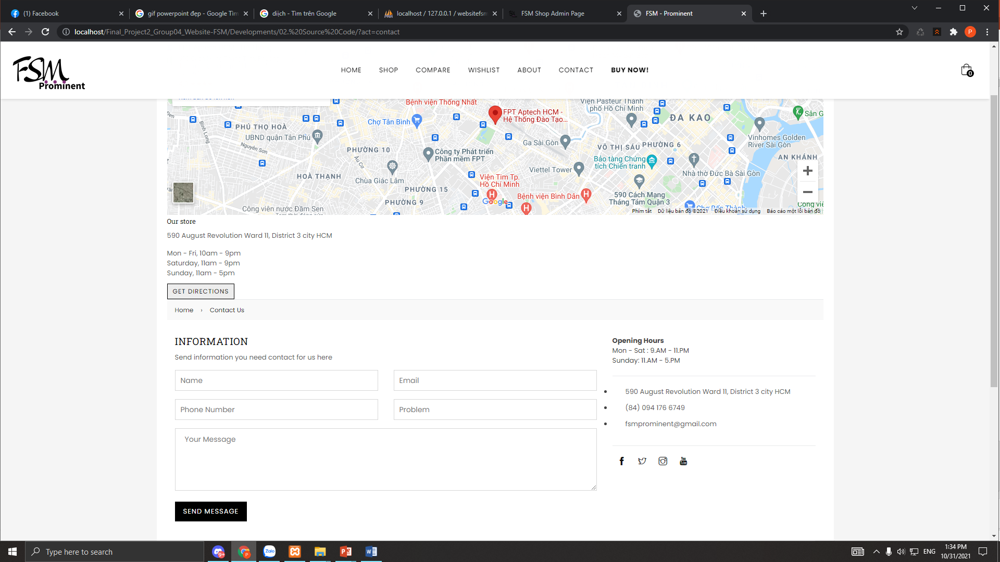 (1) Facebook
gif powerpoint đẹp - Google Tìm
diịch - Tìm trên Google
localhost / 127.0.0.1 / websitefsm
FSM Shop Admin Page
FSM - Prominent
localhost/Final_Project2_Group04_Website-FSM/Developments/02.%20Source%20Code/?act=contact
P
FSM
Prominent
HOME
SHOP
COMPARE
WISHLIST
ABOUT
CONTACT
BUY NOW!
0
Bệnh viện Thống Nhất
Viện Pasteur Thành
phố Hồ Chí Minh
FPT Aptech HCM -
Hệ Thống Đào Tạo...
ĐA KAO
Sân G
Chợ Tân Bình
PHÚ THỌ HOÀ
Bình Long
UBND quận Tân Phú
Nguyễn Sơn
Ga Sài Gòn
VÕ THỊ SÁU
PHƯỜNG 6
Vinhomes Golden
River Sài Gòn
PHƯỜNG 10
Công ty Phát triển
Phần mềm FPT
Âu Cơ
Bảo tàng Chứng
tích Chiến tranh
AN KHÁNH
HOÀ THẠNH
Chùa Giác Lâm
Viettel Tower
Nhà thờ Đức Bà Sài Gòn
Viện Tim Tp.
Hồ Chí Minh
PHƯỜNG 15
PHƯỜNG 9
Bệnh viện Bình Dân
590 Cách Mạng
Tháng Tám Quận 3
Google
Công viên nước Đầm Sen
Chợ Bến Thành
Công viê
Phím tắt
Dữ liệu bản đồ ©2021
Điều khoản sử dụng
Báo cáo một lỗi bản đồ
Our store
590 August Revolution Ward 11, District 3 city HCM
Mon - Fri, 10am - 9pm
Saturday, 11am - 9pm
Sunday, 11am - 5pm
GET DIRECTIONS
Home › Contact Us
INFORMATION
Send information you need contact for us here
Name
Email
Phone Number
Problem
Your Message
SEND MESSAGE
Opening Hours
Mon - Sat : 9.AM - 11.PM
Sunday: 11.AM - 5.PM
590 August Revolution Ward 11, District 3 city HCM
(84) 094 176 6749
fsmprominent@gmail.com
Type here to search
9+
Zalo
ENG
1:34 PM
10/31/2021